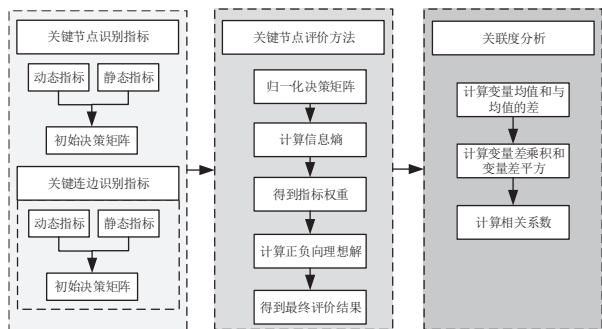 关键节点识别指标
动态指标
静态指标
初始决策矩阵
关键连边识别指标
动态指标
静态指标
初始决策矩阵
关键节点评价方法
归一化决策矩阵
计算信息熵
得到指标权重
计算正负向理想解
得到最终评价结果
关联度分析
计算变量均值和与
均值的差
计算变量差乘积和
变量差平方
计算相关系数